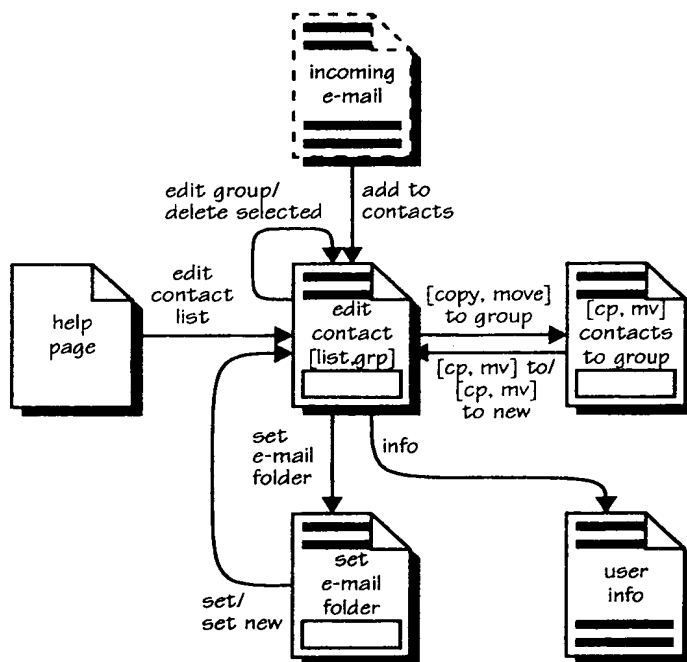 incoming
e-mail
edit group/
delete selected
add to
contacts
help
page
edit
contact
list
edit
contact
[list,grp]
[copy, move]
to group
[cp, mv]
contacts
to group
[cp, mv] to/
[cp, mv]
to new
set
e-mail
folder
info
set/
set new
set
e-mail
folder
user
info